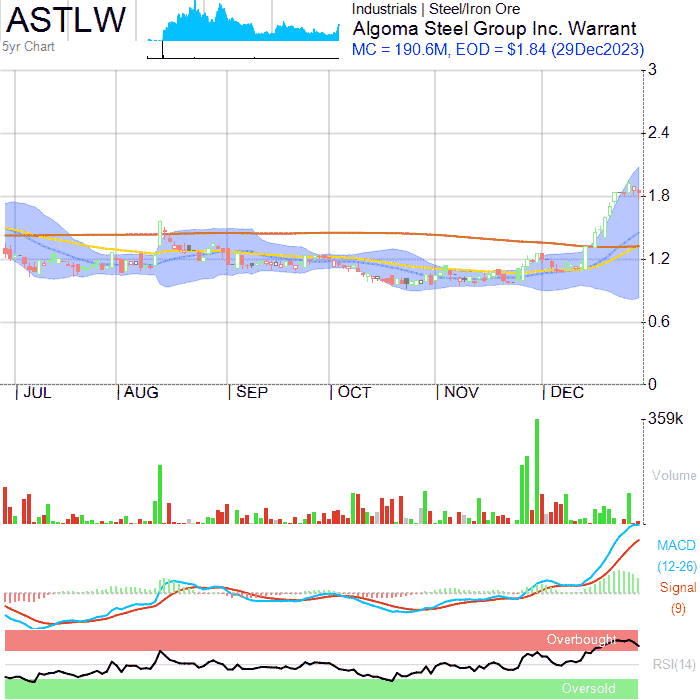 ASTLW
5yr Chart
Industrials | Steel/Iron Ore
Algoma Steel Group Inc. Warrant
MC = 190.6M, EOD = $1.84 (29Dec2023)
3
2.4
1.8
1.2
0.6
0
|JUL |AUG |SEP |OCT |NOV |DEC
359k
Volume
MACD
(12-26)
Signal
(9)
Overbought
RSI(14)
Oversold